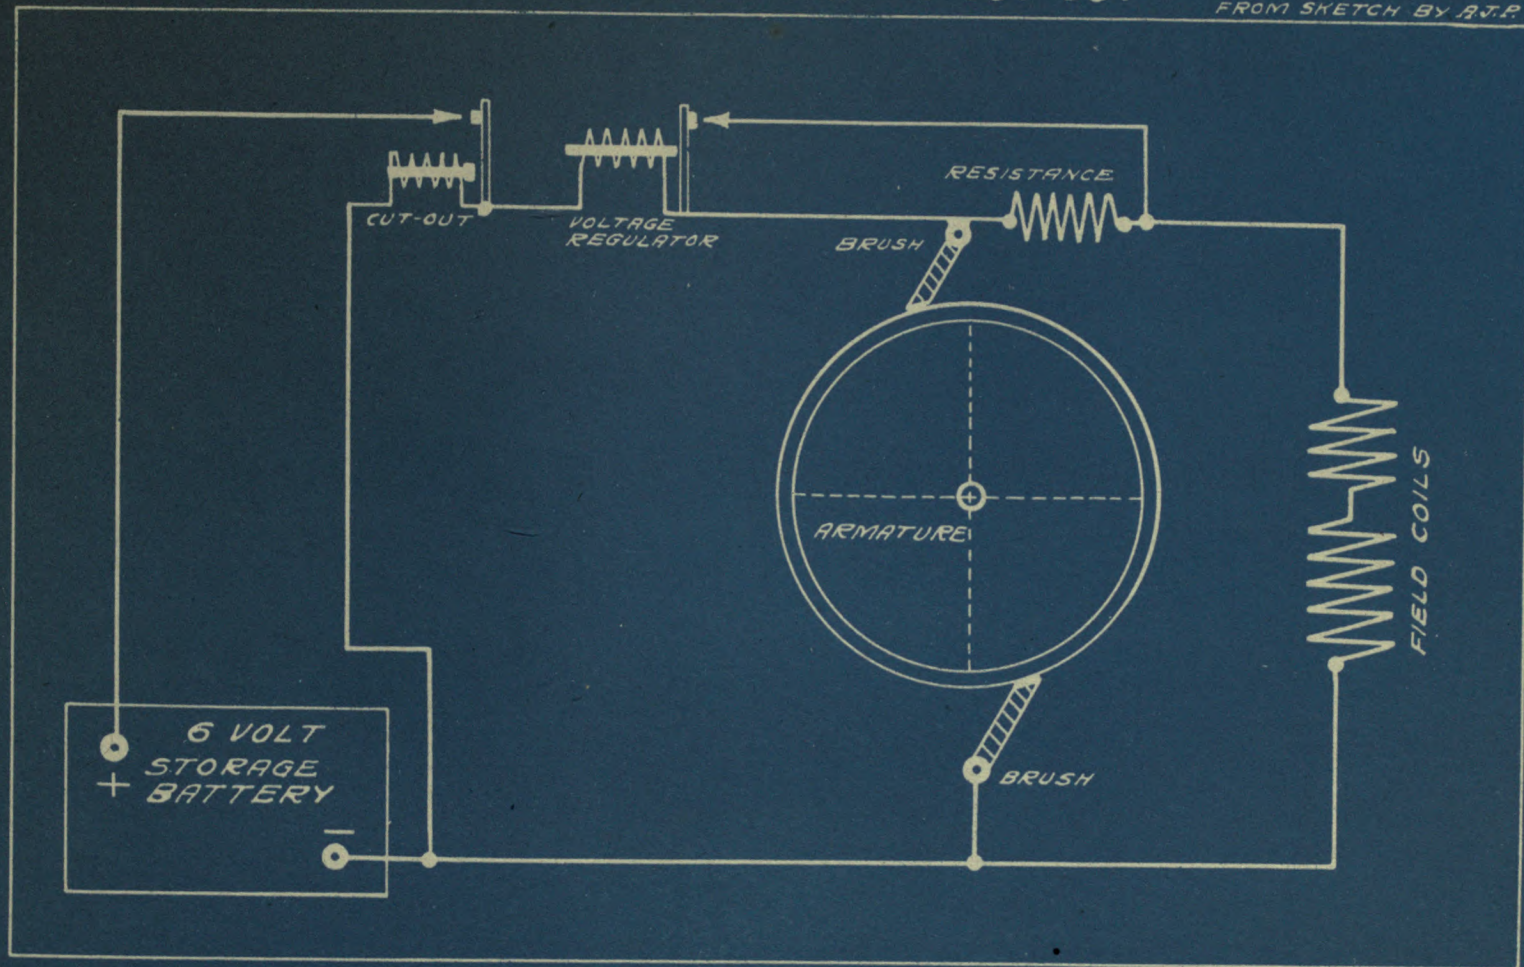 FROM SKETCH BY A.J.P.
RESISTANCE
CUT-OUT
VOLTAGE
REGULATOR
BRUSH
ARMATURE
FIELD COILS
6 VOLT
STORAGE
+ BATTERY
—
BRUSH